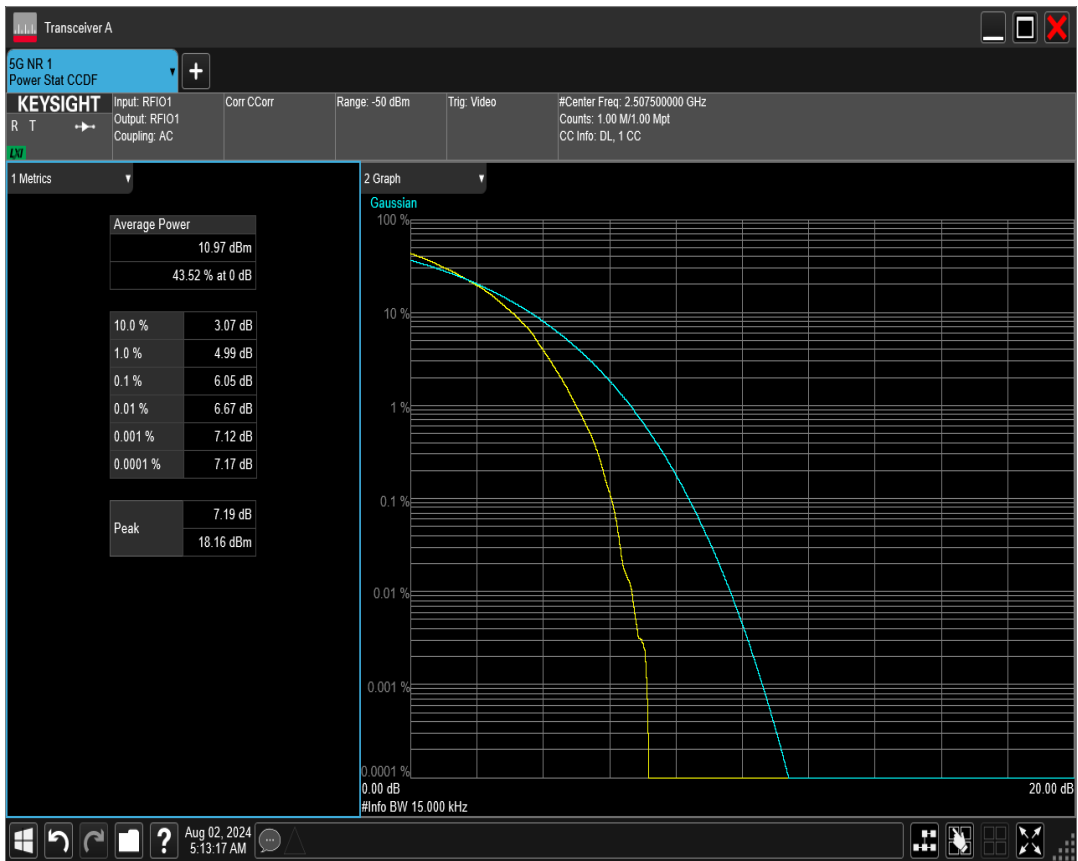 Transceiver A
5G NR 1
Power Stat CCDF
+
KEYSIGHT
R T
LXI
Input: RFIO1
Output: RFIO1
Coupling: AC
Corr CCorr
Range: -50 dBm
Trig: Video
#Center Freq: 2.507500000 GHz
Counts: 1.00 M/1.00 Mpt
CC Info: DL, 1 CC
1 Metrics
Average Power
10.97 dBm
43.52 % at 0 dB
10.0 % 3.07 dB
1.0 % 4.99 dB
0.1 % 6.05 dB
0.01 % 6.67 dB
0.001 % 7.12 dB
0.0001 % 7.17 dB
Peak
7.19 dB
18.16 dBm
2 Graph
Gaussian
100 %
10 %
1 %
0.1 %
0.01 %
0.001 %
0.0001 %
0.00 dB 20.00 dB
#Info BW 15.000 kHz
?
Aug 02, 2024
5:13:17 AM